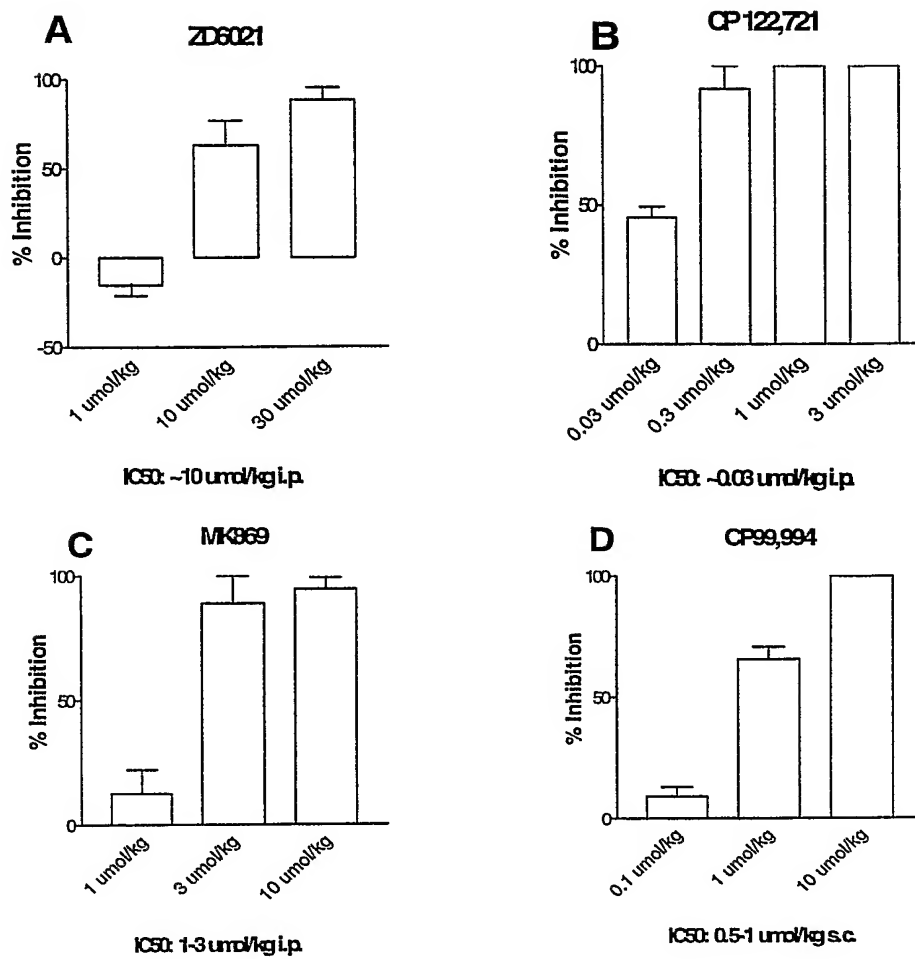 A
ZD6021
% Inhibition
100
50
0
-50
1 umol/kg
10 umol/kg
30 umol/kg
IC50: ~10 umol/kg i.p.
B
CP 122,721
% Inhibition
100
50
0
0.03 umol/kg
0.3 umol/kg
1 umol/kg
3 umol/kg
IC50: ~0.03 umol/kg i.p.
C
MK869
% Inhibition
100
50
0
1 umol/kg
3 umol/kg
10 umol/kg
IC50: 1-3 umol/kg i.p.
D
CP99,994
% Inhibition
100
50
0
0.1 umol/kg
1 umol/kg
10 umol/kg
IC50: 0.5-1 umol/kg s.c.